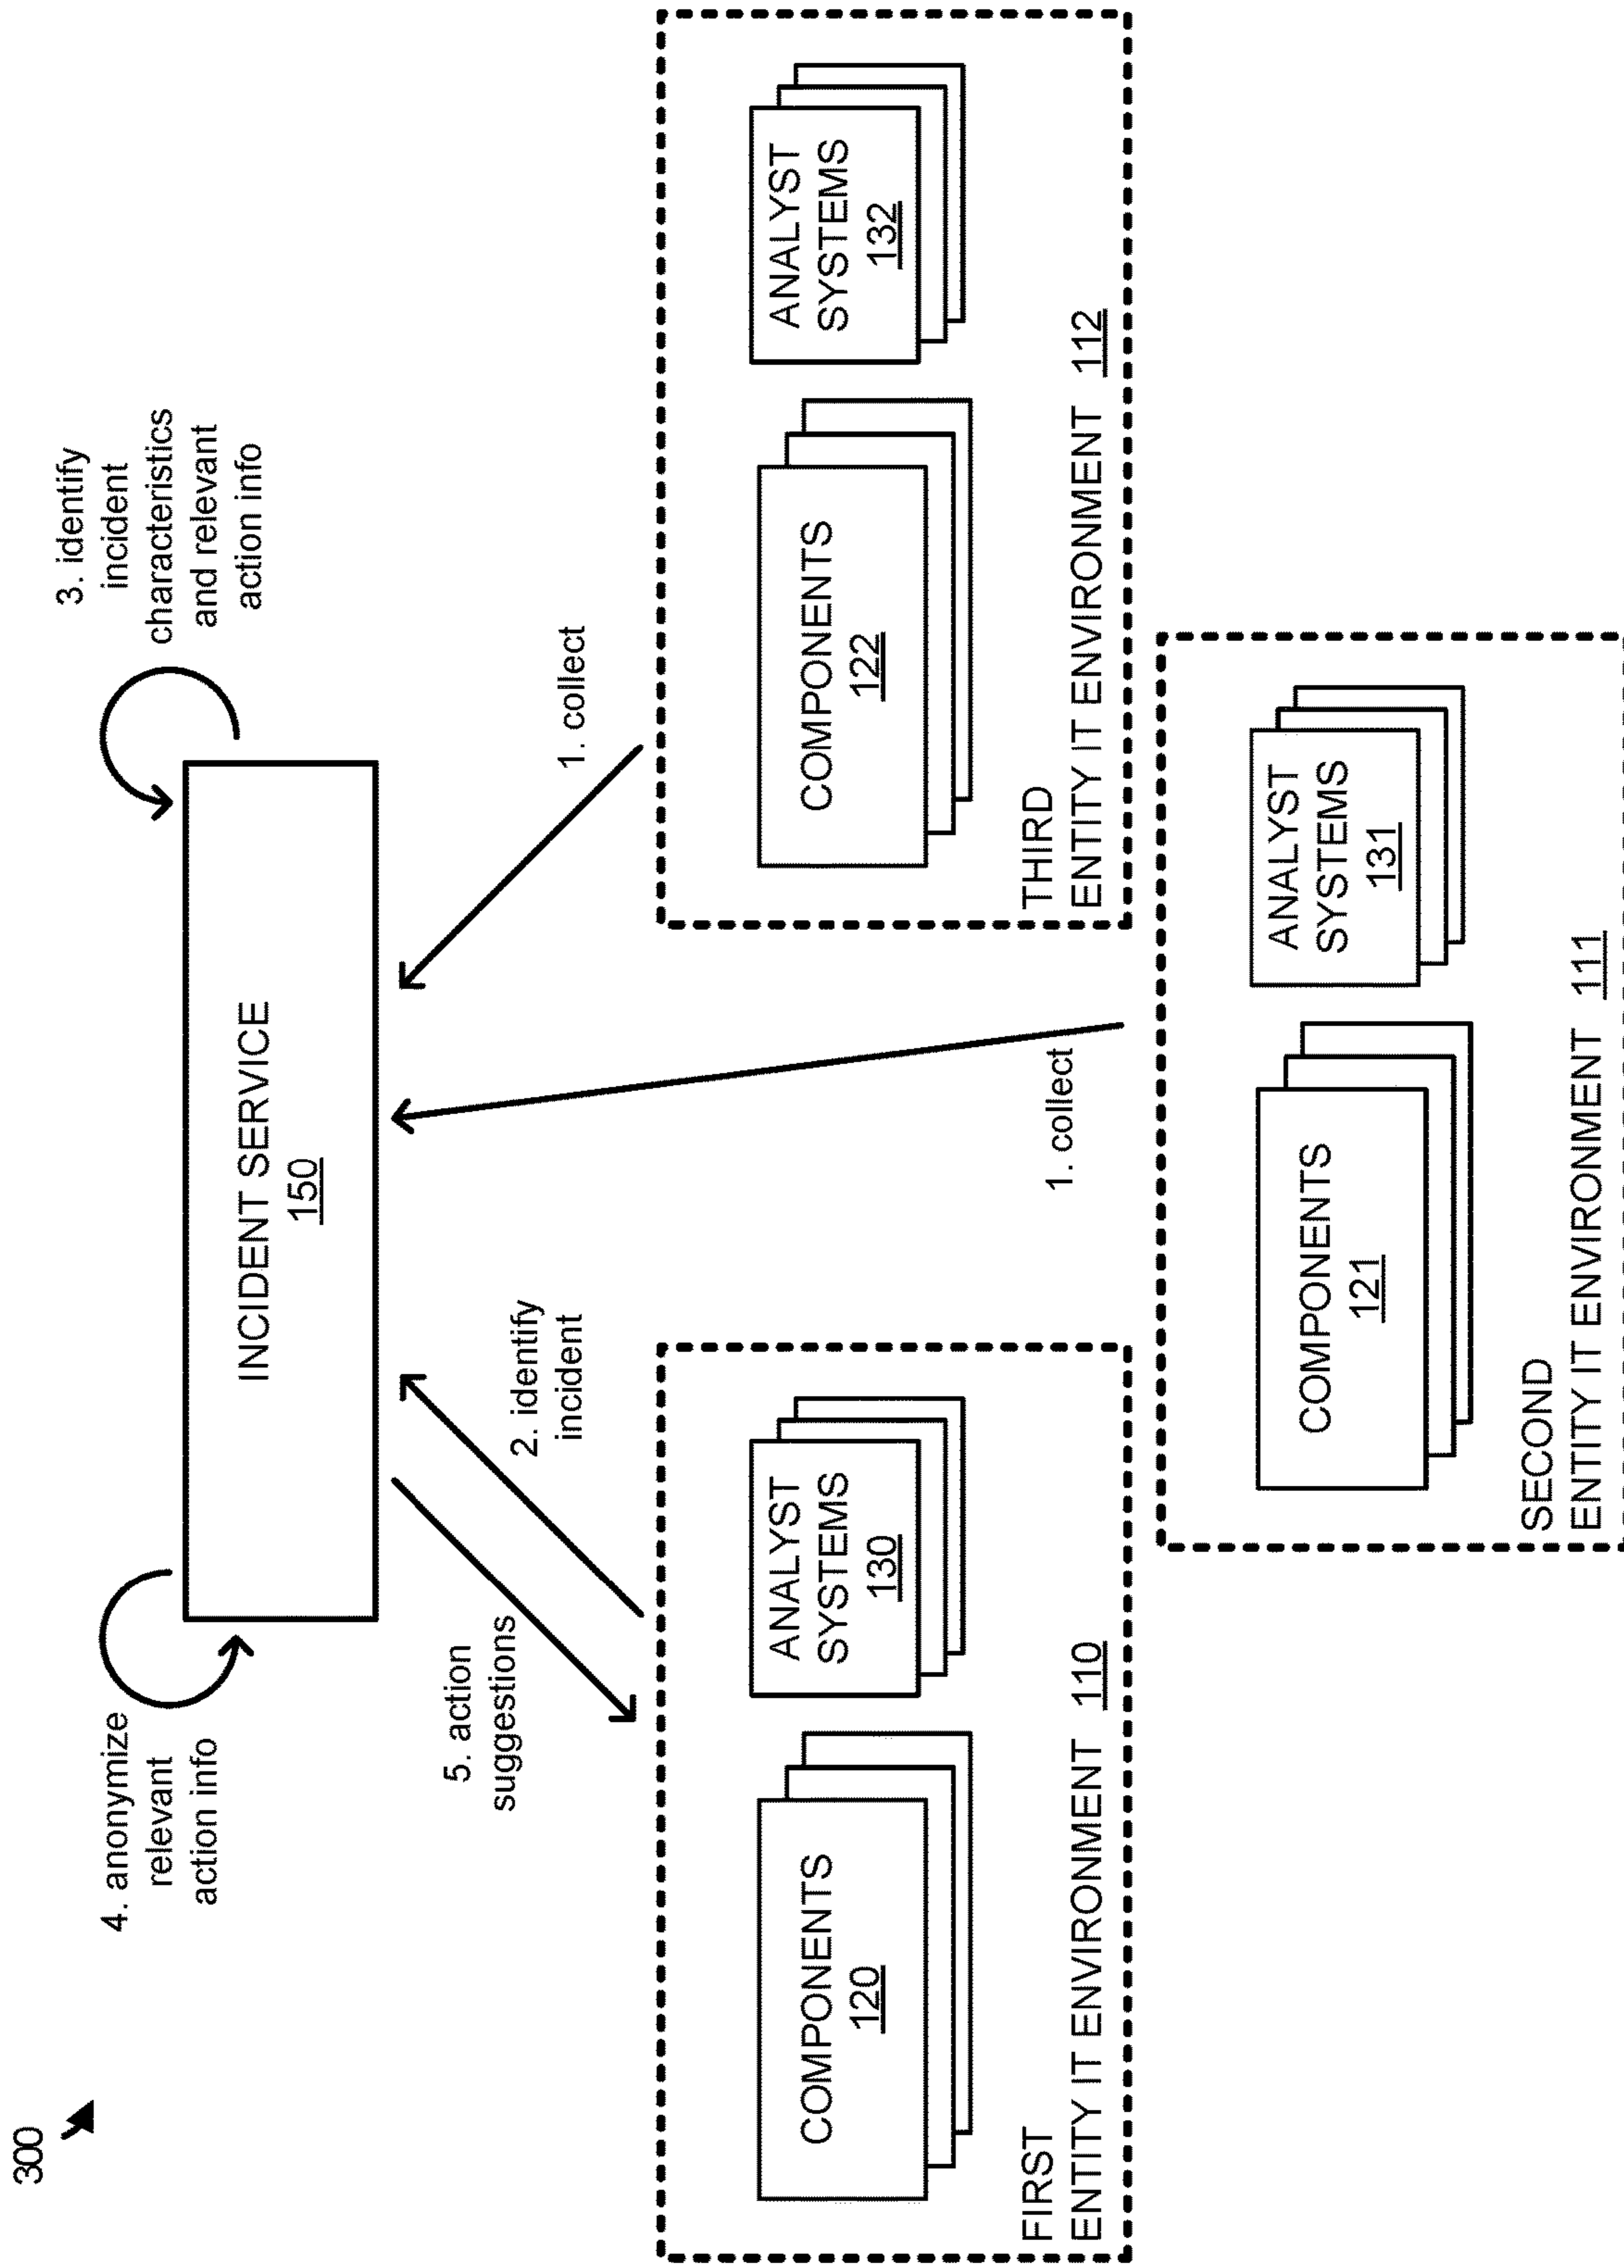 300
4. anonymize
relevant
action info
3. identify
incident
characteristics
and relevant
action info
INCIDENT SERVICE
150
5. action
suggestions
2. identify
incident
1. collect
1. collect
COMPONENTS
120
ANALYST
SYSTEMS
130
FIRST
ENTITY IT ENVIRONMENT 110
COMPONENTS
122
ANALYST
SYSTEMS
132
THIRD
ENTITY IT ENVIRONMENT 112
COMPONENTS
121
ANALYST
SYSTEMS
131
SECOND
ENTITY IT ENVIRONMENT 111